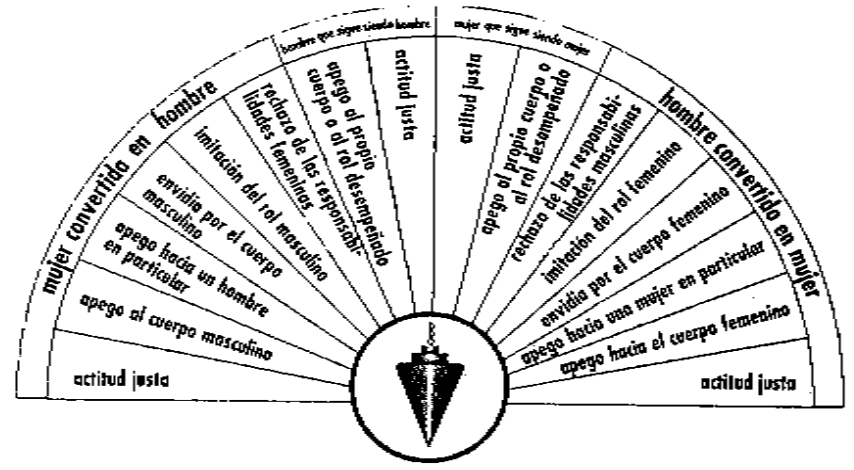 mujer convertida en hombre
hombre que sigue siendo hombre
mujer que sigue siendo mujer
hombre convertido en mujer
actitud justa
apego al cuerpo masculino
apego hacia un hombre
en particular
envidia por el cuerpo
masculino
imitación del rol masculino
rechazo de las responsabi-
lidades femeninas
apego al propio
cuerpo o al rol desempeñado
actitud justa
actitud justa
apego al propio cuerpo o
al rol desempeñado
rechazo de las responsabi-
lidades masculinas
imitación del rol femenino
envidia por el cuerpo femenino
apego hacia una mujer en particular
apego hacia el cuerpo femenino
actitud justa